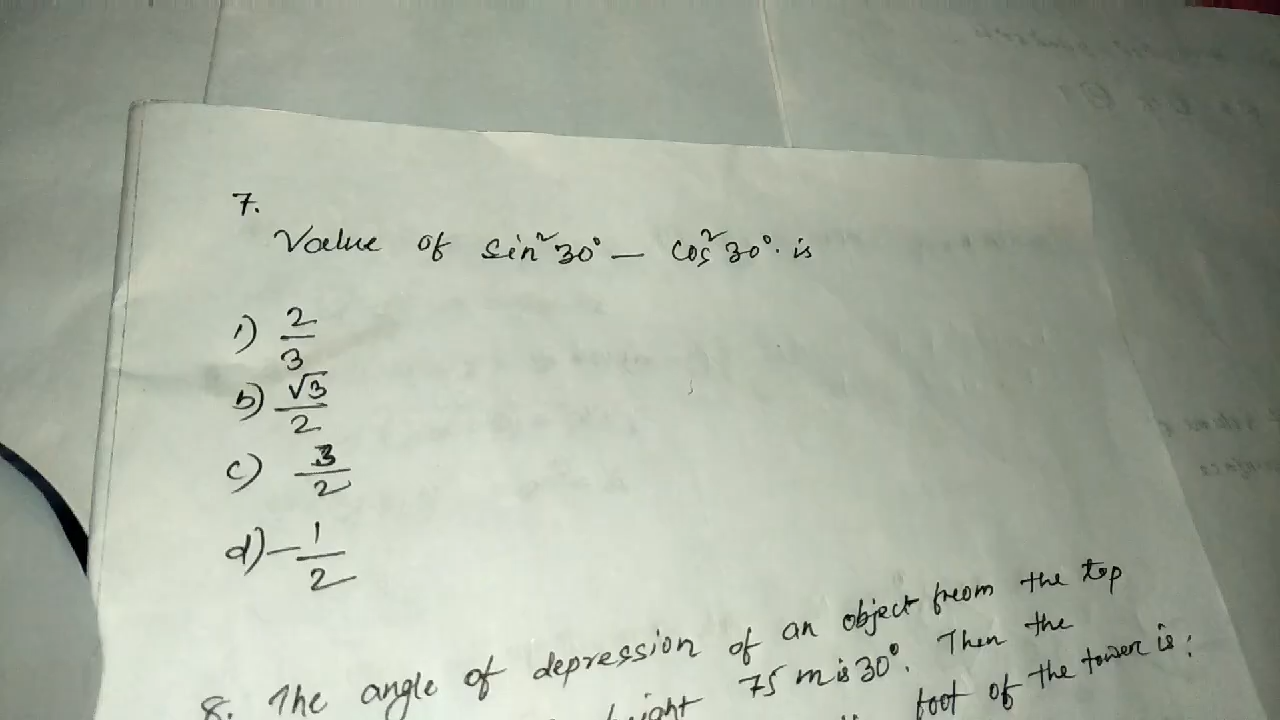 7.
Value of sin²30° — cos²30°. is
1) 2/3
b) √3/2
c) 3/2
d) -1/2
8. The angle of depression of an object from the top
75 m is 30°. Then the
foot of the tower is: